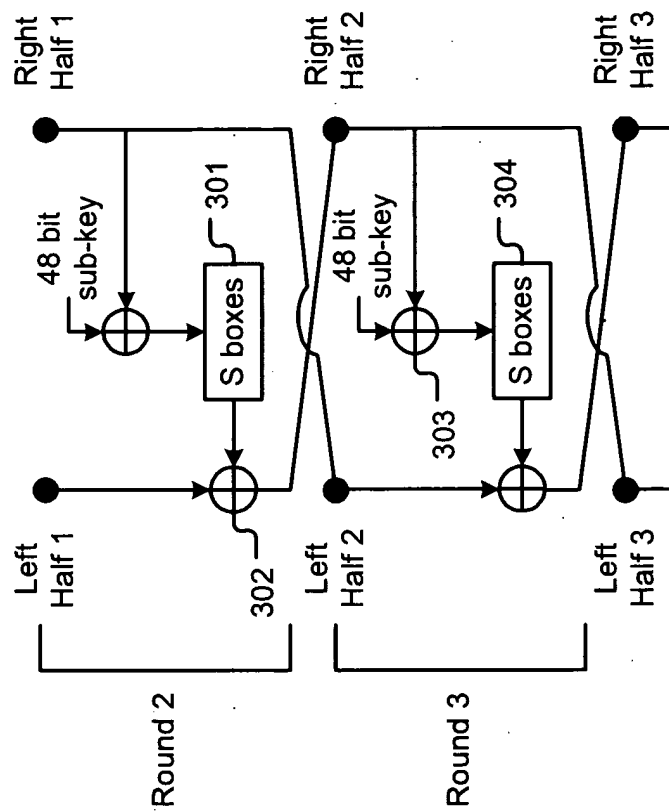 Left
Half 1
Right
Half 1
48 bit
sub-key
301
S boxes
302
Round 2
Left
Half 2
Right
Half 2
48 bit
sub-key
303
304
S boxes
Round 3
Left
Half 3
Right
Half 3